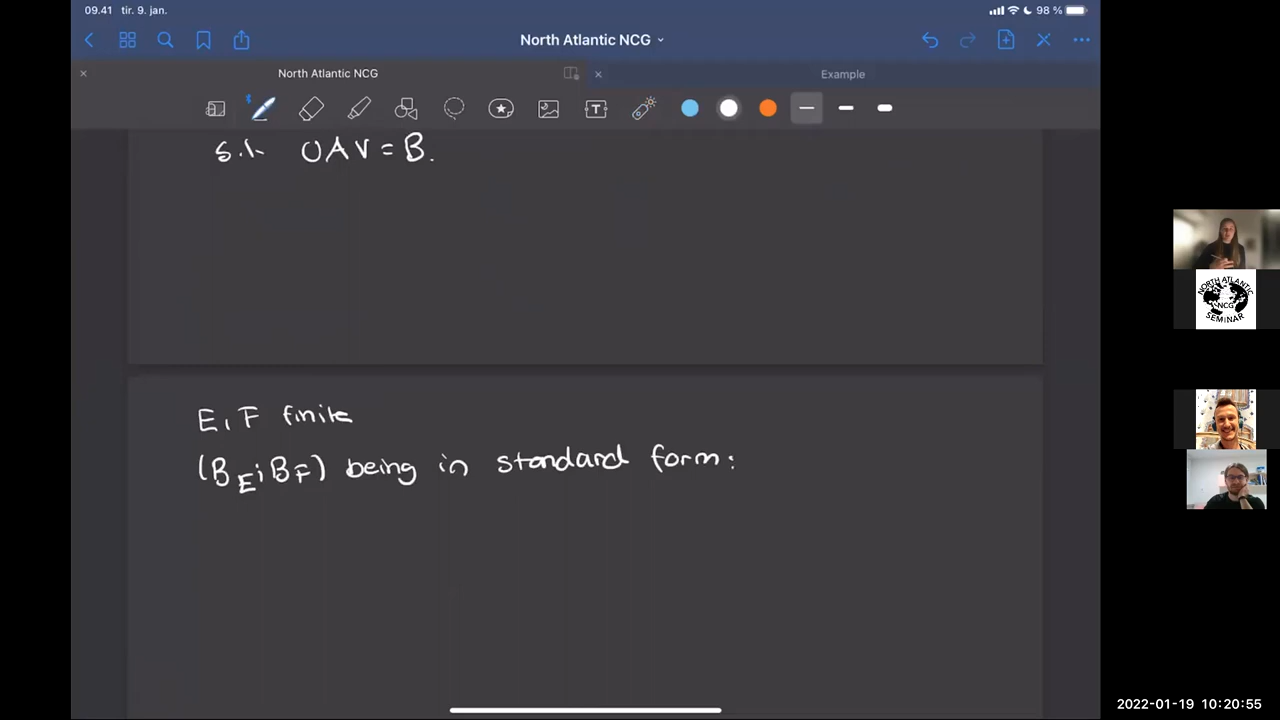 09.41 tir. 9. jan.
98 %
North Atlantic NCG
North Atlantic NCG
Example
s.t. UAV = B.
E, F finite
(B_E, B_F) being in standard form:
NORTH ATLANTIC
NCG
SEMINAR
2022-01-19 10:20:55